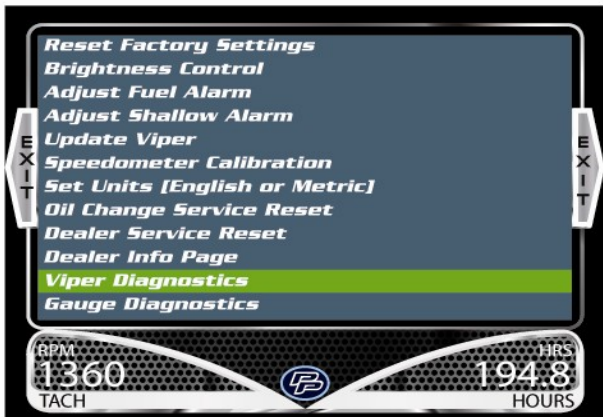 Reset Factory Settings
Brightness Control
Adjust Fuel Alarm
Adjust Shallow Alarm
Update Viper
Speedometer Calibration
Set Units [English or Metric]
Oil Change Service Reset
Dealer Service Reset
Dealer Info Page
Viper Diagnostics
Gauge Diagnostics
EXIT
EXIT
RPM
1360
TACH
HRS
194.8
HOURS